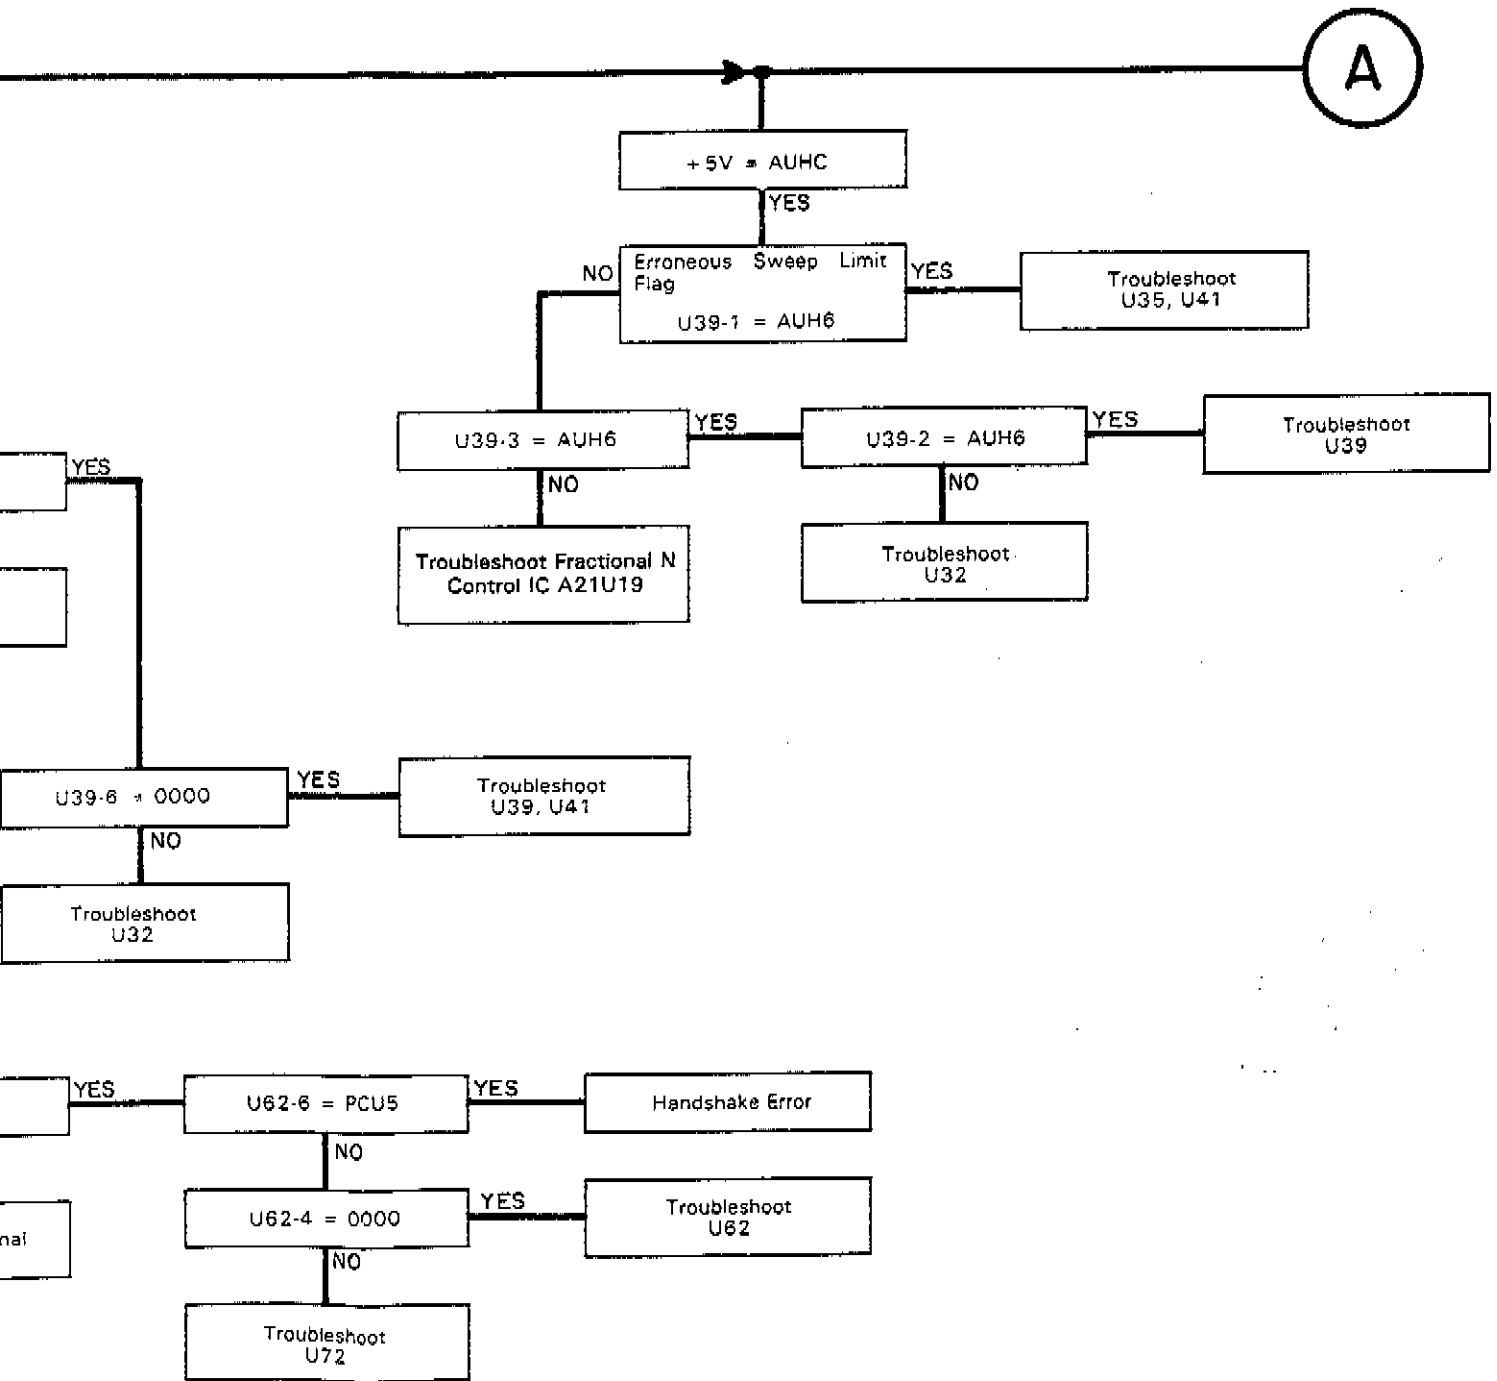 A
+5V = AUHC
YES
NO
Erroneous Sweep Limit
Flag
U39-1 = AUH6
YES
Troubleshoot
U35, U41
U39-3 = AUH6
YES
U39-2 = AUH6
YES
Troubleshoot
U39
NO
NO
Troubleshoot Fractional N
Control IC A21U19
Troubleshoot
U32
YES
U39-6 = 0000
YES
Troubleshoot
U39, U41
NO
Troubleshoot
U32
YES
U62-6 = PCU5
YES
Handshake Error
NO
nal
U62-4 = 0000
YES
Troubleshoot
U62
NO
Troubleshoot
U72